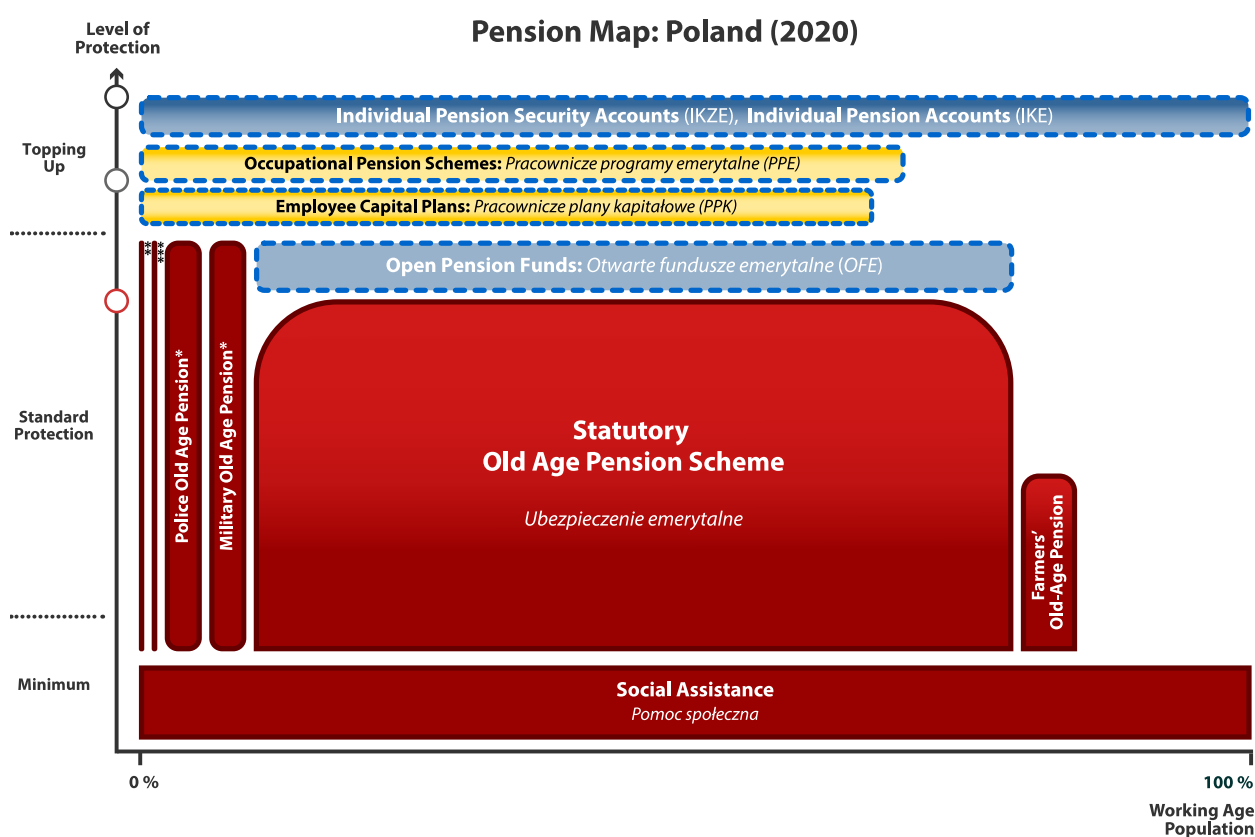 Pension Map: Poland (2020)
Level of
Protection
Individual Pension Security Accounts (IKZE), Individual Pension Accounts (IKE)
Topping
Up
Occupational Pension Schemes: Pracownicze programy emerytalne (PPE)
Employee Capital Plans: Pracownicze plany kapitałowe (PPK)
**
***
Open Pension Funds: Otwarte fundusze emerytalne (OFE)
Standard
Protection
Police Old Age Pension*
Military Old Age Pension*
Statutory
Old Age Pension Scheme
Ubezpieczenie emerytalne
Farmers'
Old-Age Pension
Minimum
Social Assistance
Pomoc społeczna
0 %
100 %
Working Age
Population